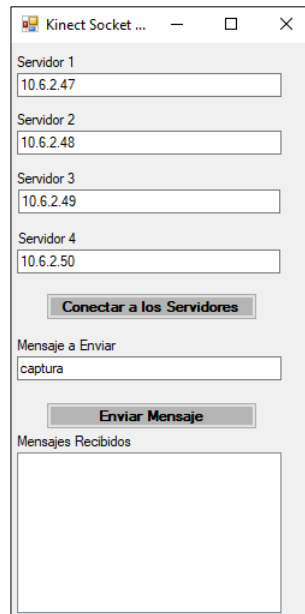 Kinect Socket ...
Servidor 1
10.6.2.47
Servidor 2
10.6.2.48
Servidor 3
10.6.2.49
Servidor 4
10.6.2.50
Conectar a los Servidores
Mensaje a Enviar
captura
Enviar Mensaje
Mensajes Recibidos